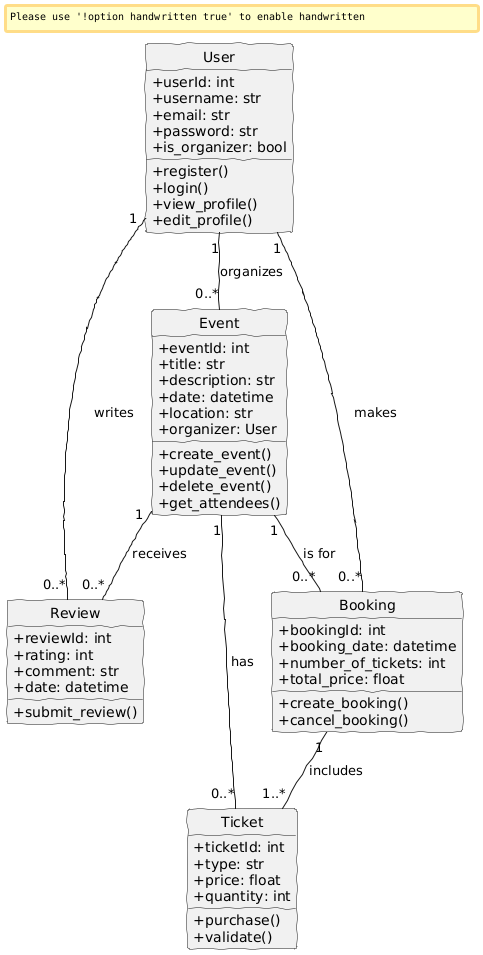 Please use '!option handwritten true' to enable handwritten
User
+userId: int
+username: str
+email: str
+password: str
+is_organizer: bool
+register()
+login()
+view_profile()
+edit_profile()
1
1
1
organizes
0..*
Event
+eventId: int
+title: str
+description: str
+date: datetime
+location: str
+organizer: User
+create_event()
+update_event()
+delete_event()
+get_attendees()
writes
makes
1
1
1
receives
is for
0..*
0..*
0..*
0..*
Review
+reviewId: int
+rating: int
+comment: str
+date: datetime
+submit_review()
Booking
+bookingId: int
+booking_date: datetime
+number_of_tickets: int
+total_price: float
+create_booking()
+cancel_booking()
has
1
includes
0..*
1..*
Ticket
+ticketId: int
+type: str
+price: float
+quantity: int
+purchase()
+validate()